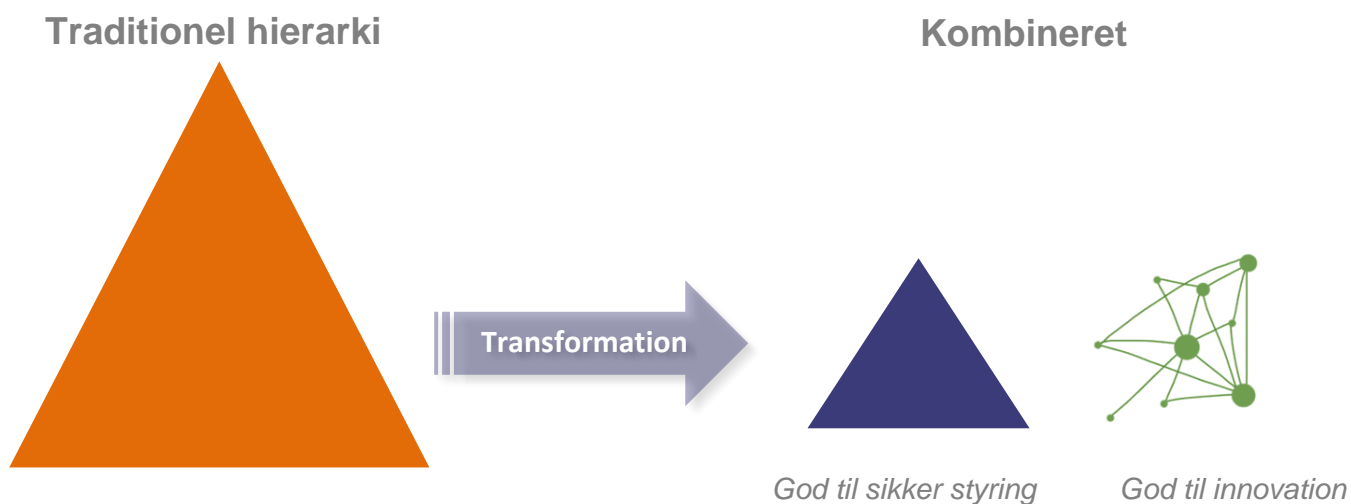 Traditionel hierarki
Kombineret
Transformation
God til sikker styring
God til innovation